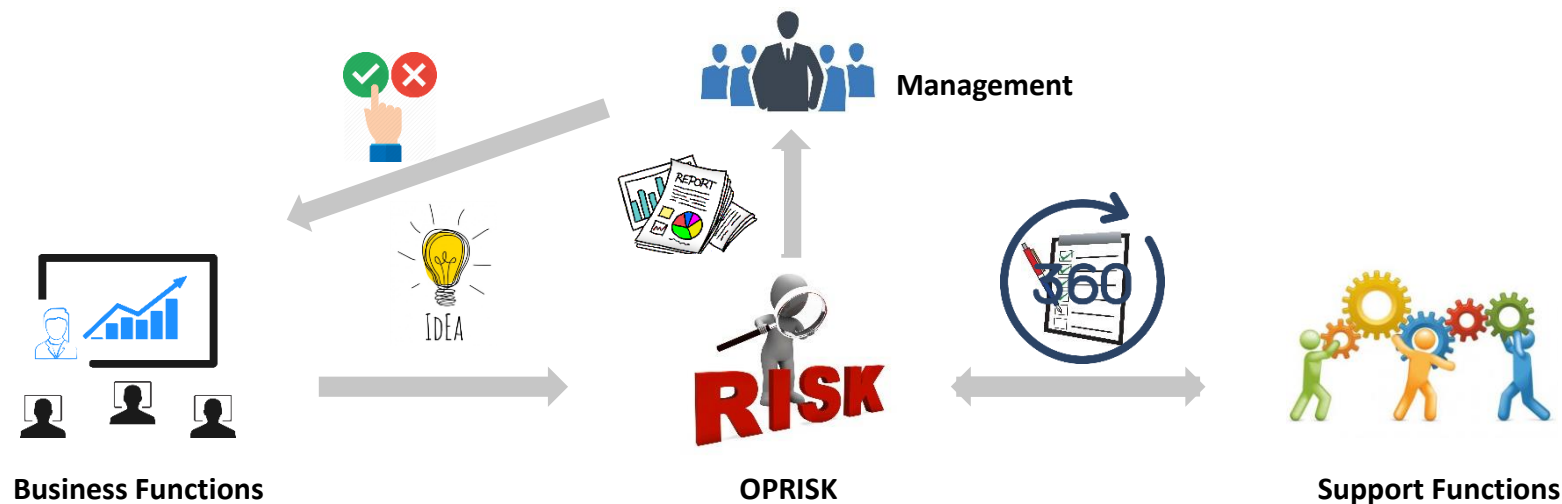 Management
REPORT
IDEA
360
RISK
Business Functions
OPRISK
Support Functions